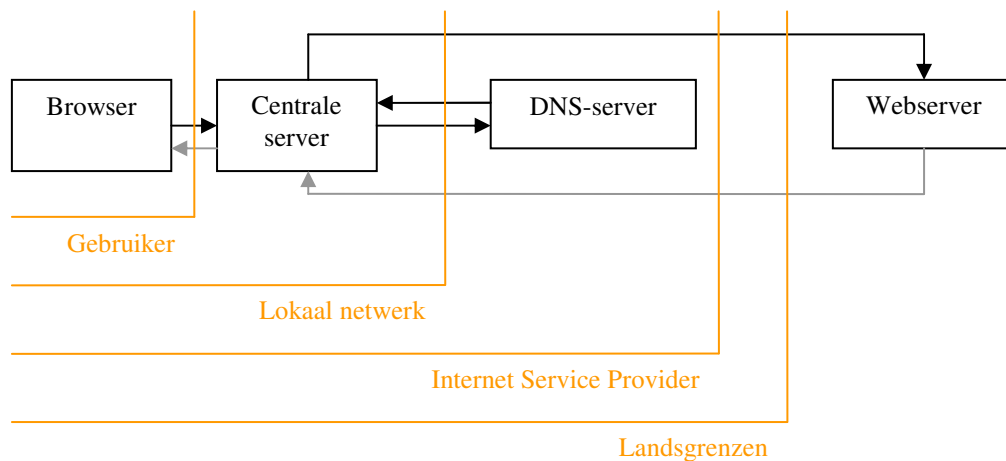 Browser
Centrale
server
DNS-server
Webserver
Gebruiker
Lokaal netwerk
Internet Service Provider
Landsgrenzen